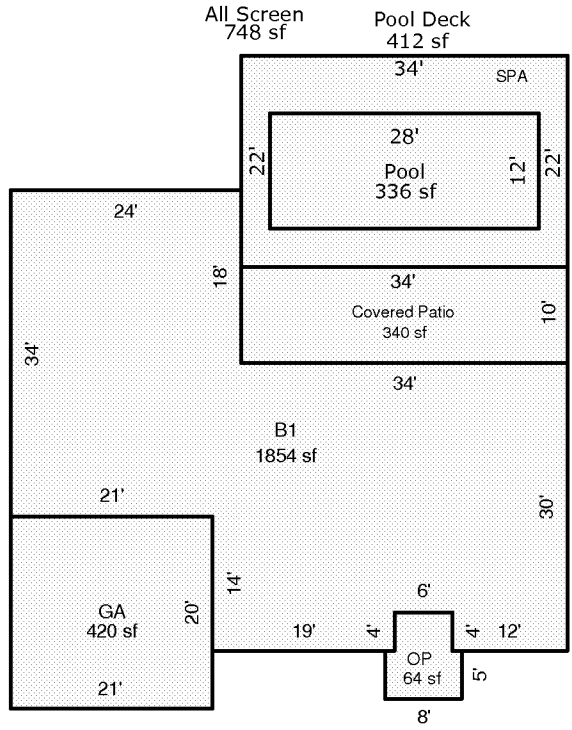 All Screen
748 sf
Pool Deck
412 sf
34'
SPA
22'
28'
12'
22'
Pool
336 sf
24'
18'
34'
Covered Patio
340 sf
10'
34'
34'
B1
1854 sf
21'
30'
14'
GA
420 sf
20'
21'
6'
19'
4'
4'
12'
OP
64 sf
5'
8'